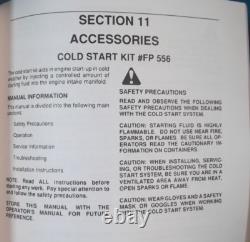 SECTION 11
ACCESSORIES
COLD START KIT #FP 556
The cold start kit aids in engine start up in cold
weather by injecting a controlled amount of
starting fluid into the engine intake manifold.
MANUAL INFORMATION
This manual is divided into the following main
sections.
Safety Precautions
Operation
Service Information
Troubleshooting
Installation Instructions
NOTE: Read ALL instructions before
starting any work. Pay special attention to
and follow the safety precautions.
STORE THIS MANUAL WITH THE
OPERATORS MANUAL FOR FUTURE
REFERENCE.
SAFETY PRECAUTIONS
READ AND OBSERVE THE FOLLOWING
SAFETY PRECAUTIONS WHEN DEALING
WITH THE COLD START SYSTEM.
CAUTION: STARTING FLUID IS HIGHLY
FLAMMABLE. DO NOT USE NEAR FIRE,
SPARKS, OR FLAMES. BE SURE ALL OP-
ERATORS READ THE CAUTIONARY IN-
FORMATION ON CONTAINER.
CAUTION: WHEN INSTALLING, SERVIC-
ING, OR TROUBLESHOOTING THE COLD
START SYSTEM, BE SURE YOU ARE IN A
VENTILATED AREA AWAY FROM HEAT,
OPEN SPARKS OR FLAMES.
CAUTION: WEAR GLOVES AND A SAFETY
MASK OR GOGGLES WHEN WORKING
THE COLD START SYSTEM.
watercacheculture.com